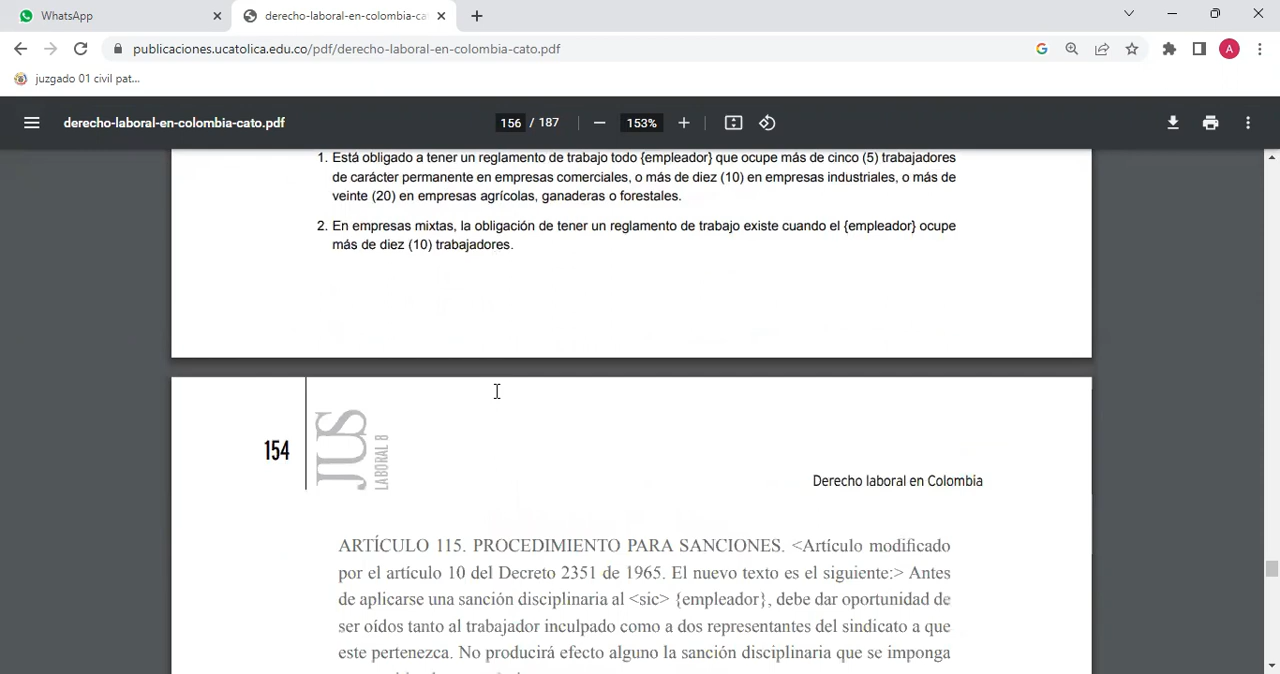 WhatsApp
derecho-laboral-en-colombia-cat
publicaciones.ucatolica.edu.co/pdf/derecho-laboral-en-colombia-cato.pdf
A
juzgado 01 civil pat...
derecho-laboral-en-colombia-cato.pdf
156 / 187
153%
1. Está obligado a tener un reglamento de trabajo todo {empleador} que ocupe más de cinco (5) trabajadores
de carácter permanente en empresas comerciales, o más de diez (10) en empresas industriales, o más de
veinte (20) en empresas agrícolas, ganaderas o forestales.
2. En empresas mixtas, la obligación de tener un reglamento de trabajo existe cuando el {empleador} ocupe
más de diez (10) trabajadores.
154
JUS
LABORAL 8
Derecho laboral en Colombia
ARTÍCULO 115. PROCEDIMIENTO PARA SANCIONES. <Artículo modificado
por el artículo 10 del Decreto 2351 de 1965. El nuevo texto es el siguiente:> Antes
de aplicarse una sanción disciplinaria al <sic> {empleador}, debe dar oportunidad de
ser oídos tanto al trabajador inculpado como a dos representantes del sindicato a que
este pertenezca. No producirá efecto alguno la sanción disciplinaria que se imponga